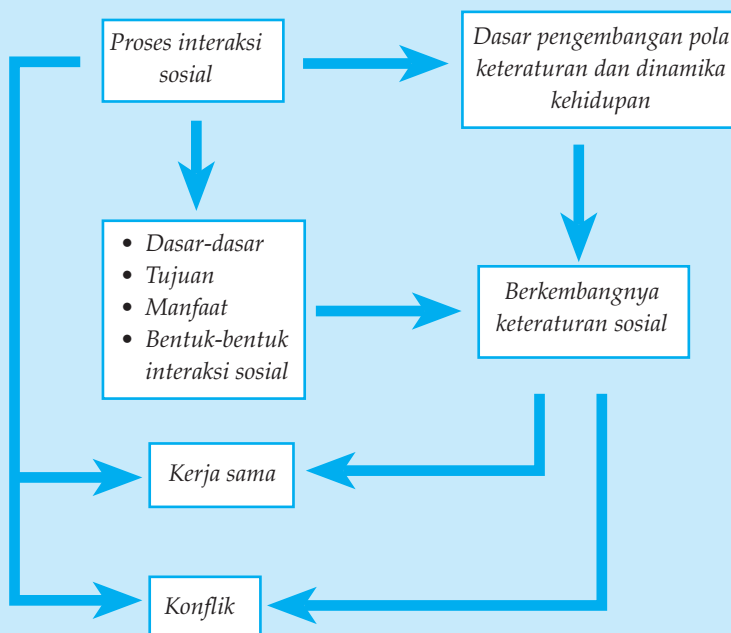 Proses interaksi
sosial
Dasar pengembangan pola
keteraturan dan dinamika
kehidupan
• Dasar-dasar
• Tujuan
• Manfaat
• Bentuk-bentuk
interaksi sosial
Berkembangnya
keteraturan sosial
Kerja sama
Konflik